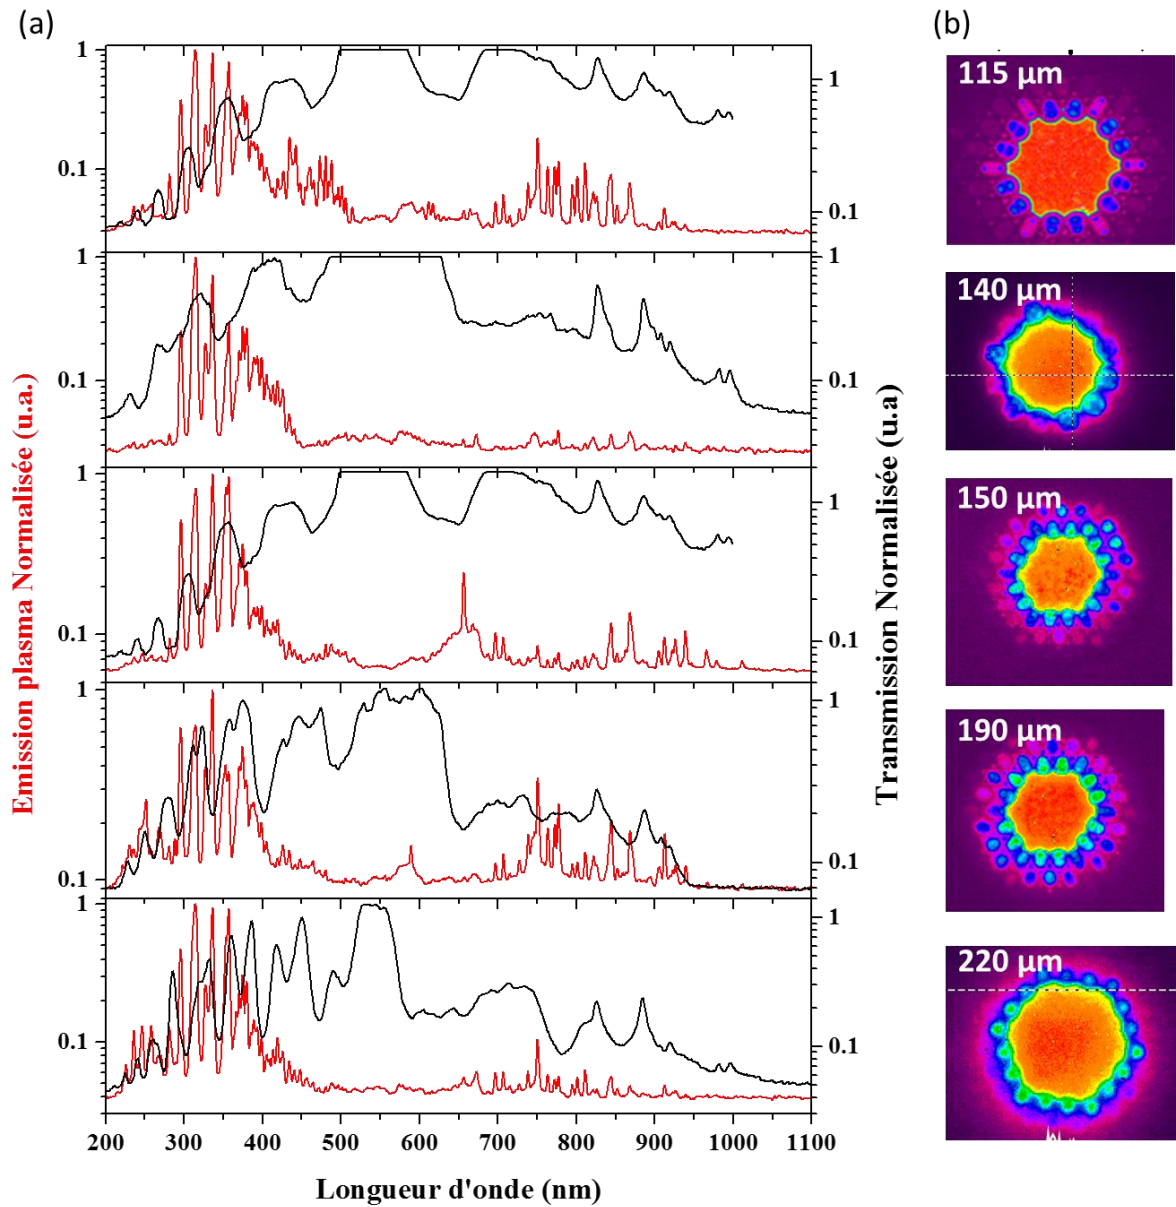 (a)
(b)
Emission plasma Normalisée (u.a.)
1
0.1
1
0.1
1
0.1
1
0.1
1
0.1
1
0.1
1
0.1
1
0.1
1
0.1
1
0.1
Transmission Normalisée (u.a)
200 300 400 500 600 700 800 900 1000 1100
Longueur d'onde (nm)
115 µm
140 µm
150 µm
190 µm
220 µm